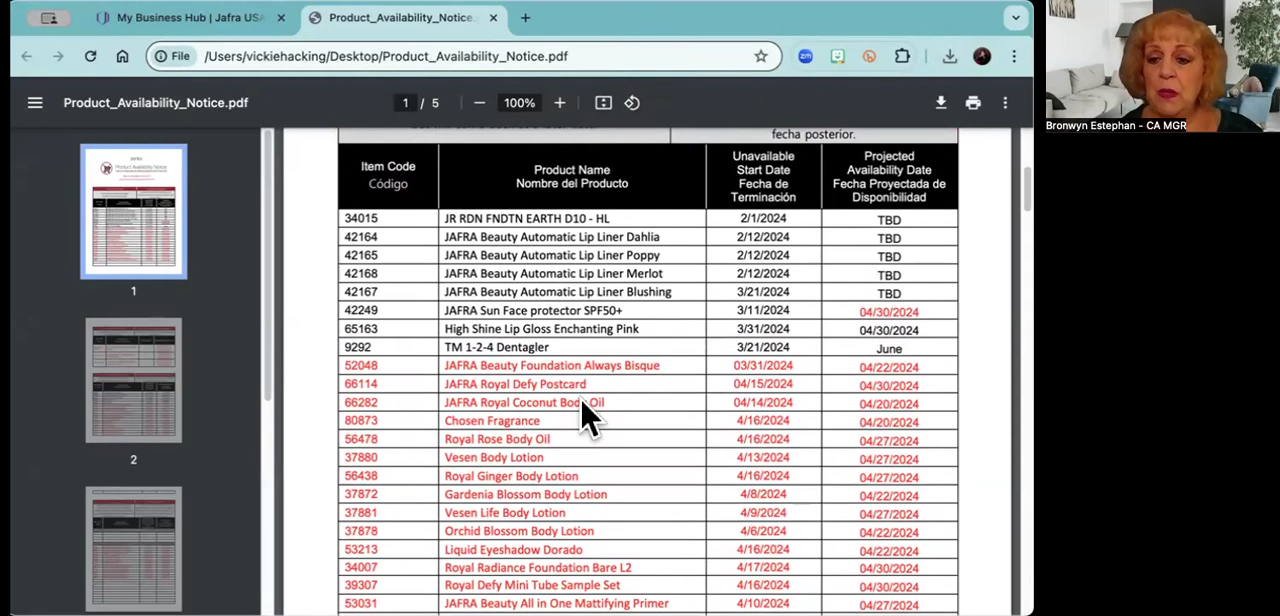 My Business Hub | Jafra USA
Product_Availability_Notice.
File
/Users/vickiehacking/Desktop/Product_Availability_Notice.pdf
zm
Bronwyn Estephan - CA MGR
Product_Availability_Notice.pdf
1 / 5
100%
fecha posterior.
Item Code
Código
Product Name
Nombre del Producto
Unavailable
Start Date
Fecha de
Terminación
Projected
Availability Date
Fecha Proyectada de
Disponibilidad
34015 JR RDN FNDTN EARTH D10 - HL 2/1/2024 TBD
42164 JAFRA Beauty Automatic Lip Liner Dahlia 2/12/2024 TBD
42165 JAFRA Beauty Automatic Lip Liner Poppy 2/12/2024 TBD
42168 JAFRA Beauty Automatic Lip Liner Merlot 2/12/2024 TBD
42167 JAFRA Beauty Automatic Lip Liner Blushing 3/21/2024 TBD
42249 JAFRA Sun Face protector SPF50+ 3/11/2024 04/30/2024
65163 High Shine Lip Gloss Enchanting Pink 3/31/2024 04/30/2024
9292 TM 1-2-4 Dentagler 3/21/2024 June
52048 JAFRA Beauty Foundation Always Bisque 03/31/2024 04/22/2024
66114 JAFRA Royal Defy Postcard 04/15/2024 04/30/2024
66282 JAFRA Royal Coconut Body Oil 04/14/2024 04/20/2024
80873 Chosen Fragrance 4/16/2024 04/20/2024
56478 Royal Rose Body Oil 4/16/2024 04/27/2024
37880 Vesen Body Lotion 4/13/2024 04/27/2024
56438 Royal Ginger Body Lotion 4/16/2024 04/27/2024
37872 Gardenia Blossom Body Lotion 4/8/2024 04/22/2024
37881 Vesen Life Body Lotion 4/9/2024 04/27/2024
37878 Orchid Blossom Body Lotion 4/6/2024 04/22/2024
53213 Liquid Eyeshadow Dorado 4/16/2024 04/22/2024
34007 Royal Radiance Foundation Bare L2 4/17/2024 04/30/2024
39307 Royal Defy Mini Tube Sample Set 4/16/2024 04/30/2024
53031 JAFRA Beauty All in One Mattifying Primer 4/10/2024 04/27/2024
1
2